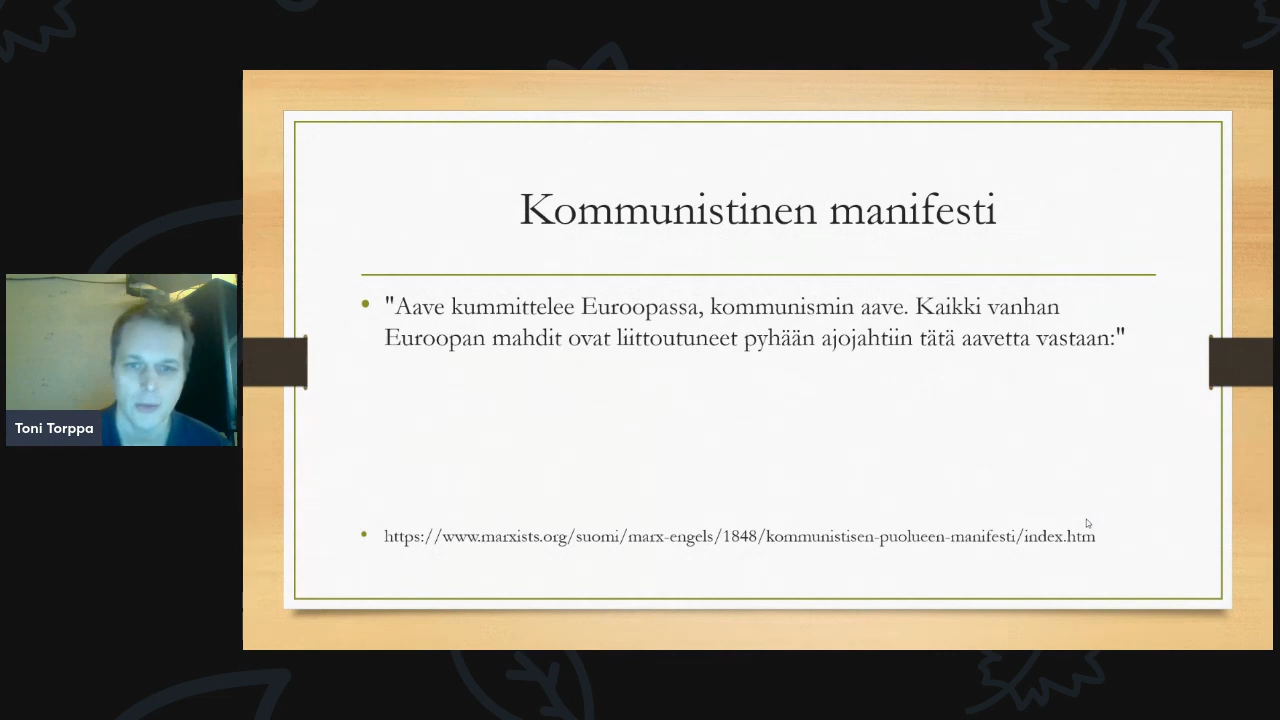 Kommunistinen manifesti
"Aave kummittelee Euroopassa, kommunismin aave. Kaikki vanhan
Euroopan mahdit ovat liittoutuneet pyhään ajojahtiin tätä aavetta vastaan:"
Toni Torppa
https://www.marxists.org/suomi/marx-engels/1848/kommunistisen-puolueen-manifesti/index.htm